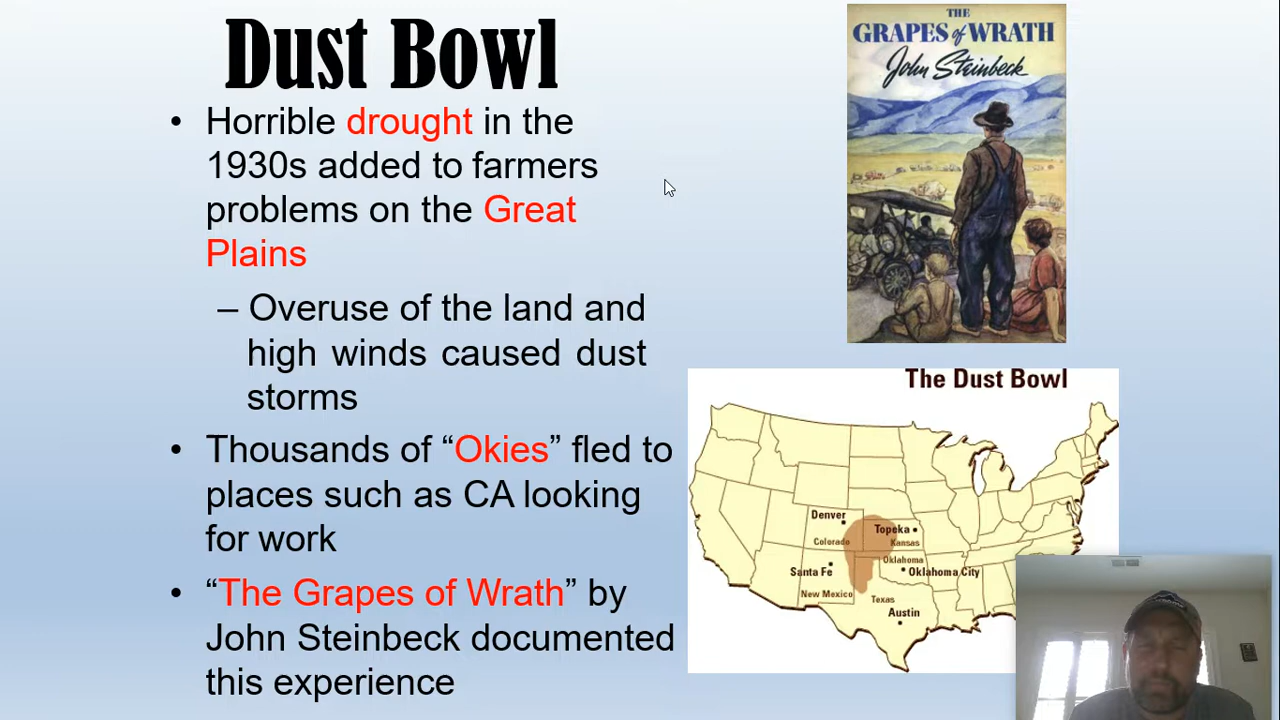 Dust Bowl
• Horrible drought in the
1930s added to farmers
problems on the Great
Plains
– Overuse of the land and
high winds caused dust
storms
• Thousands of “Okies” fled to
places such as CA looking
for work
• “The Grapes of Wrath” by
John Steinbeck documented
this experience
THE
GRAPES of WRATH
John Steinbeck
The Dust Bowl
Denver
Topeka
Colorado
Kansas
Oklahoma
Santa Fe
Oklahoma City
New Mexico
Texas
Austin